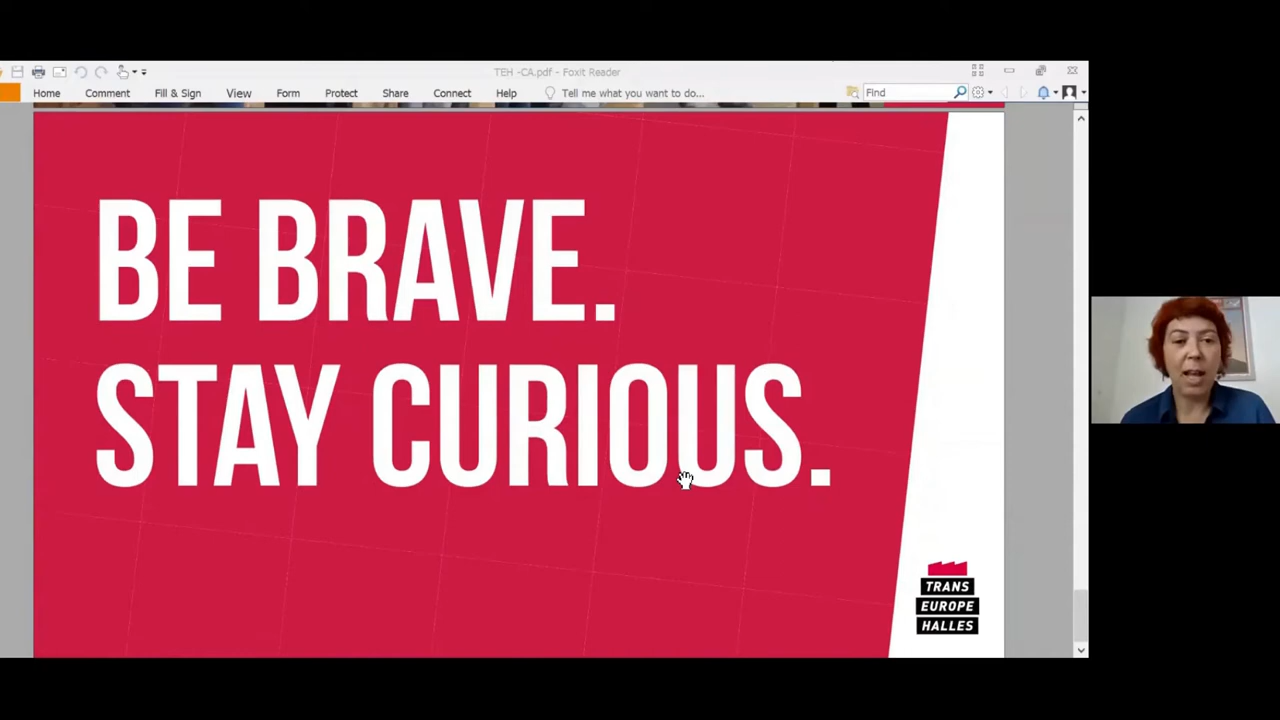 TEH -CA.pdf - Foxit Reader
Home Comment Fill & Sign View Form Protect Share Connect Help Tell me what you want to do... Find
BE BRAVE.
STAY CURIOUS.
TRANS
EUROPE
HALLES